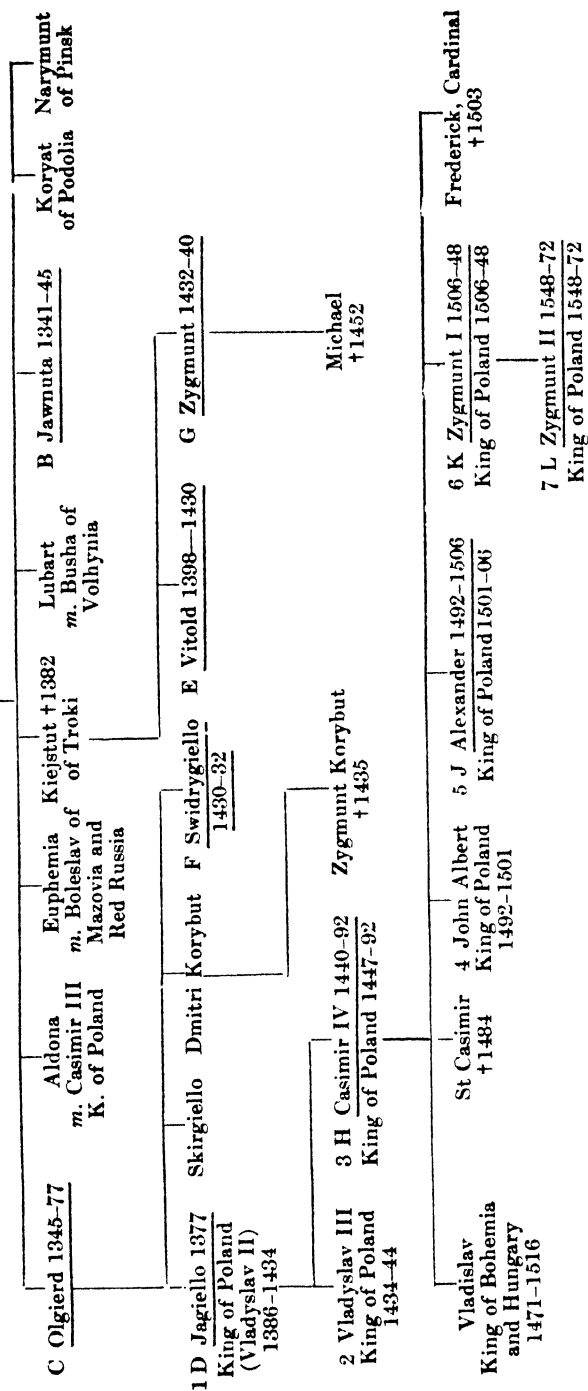 C Olgierd 1345-77
Aldona
m. Casimir III
K. of Poland
Euphemia
m. Boleslav of
Mazovia and
Red Russia
Kiejstut †1382
of Troki
Lubart
m. Busha of
Volhynia
B Jawnuta 1341-45
Koryat
of Podolia
Narymunt
of Pinsk
1 D Jagiello 1377
King of Poland
(Vladyslav II)
1386-1434
Skirgiello
Dmitri Korybut
F Swidrygiello
1430-32
E Vitold 1398—1430
G Zygmunt 1432-40
2 Vladyslav III
King of Poland
1434-44
3 H Casimir IV 1440-92
King of Poland 1447-92
Zygmunt Korybut
†1435
Michael
†1452
Vladislav
King of Bohemia
and Hungary
1471-1516
St Casimir
†1484
4 John Albert
King of Poland
1492-1501
5 J Alexander 1492-1506
King of Poland 1501-06
6 K Zygmunt I 1506-48
King of Poland 1506-48
Frederick, Cardinal
†1503
7 L Zygmunt II 1548-72
King of Poland 1548-72